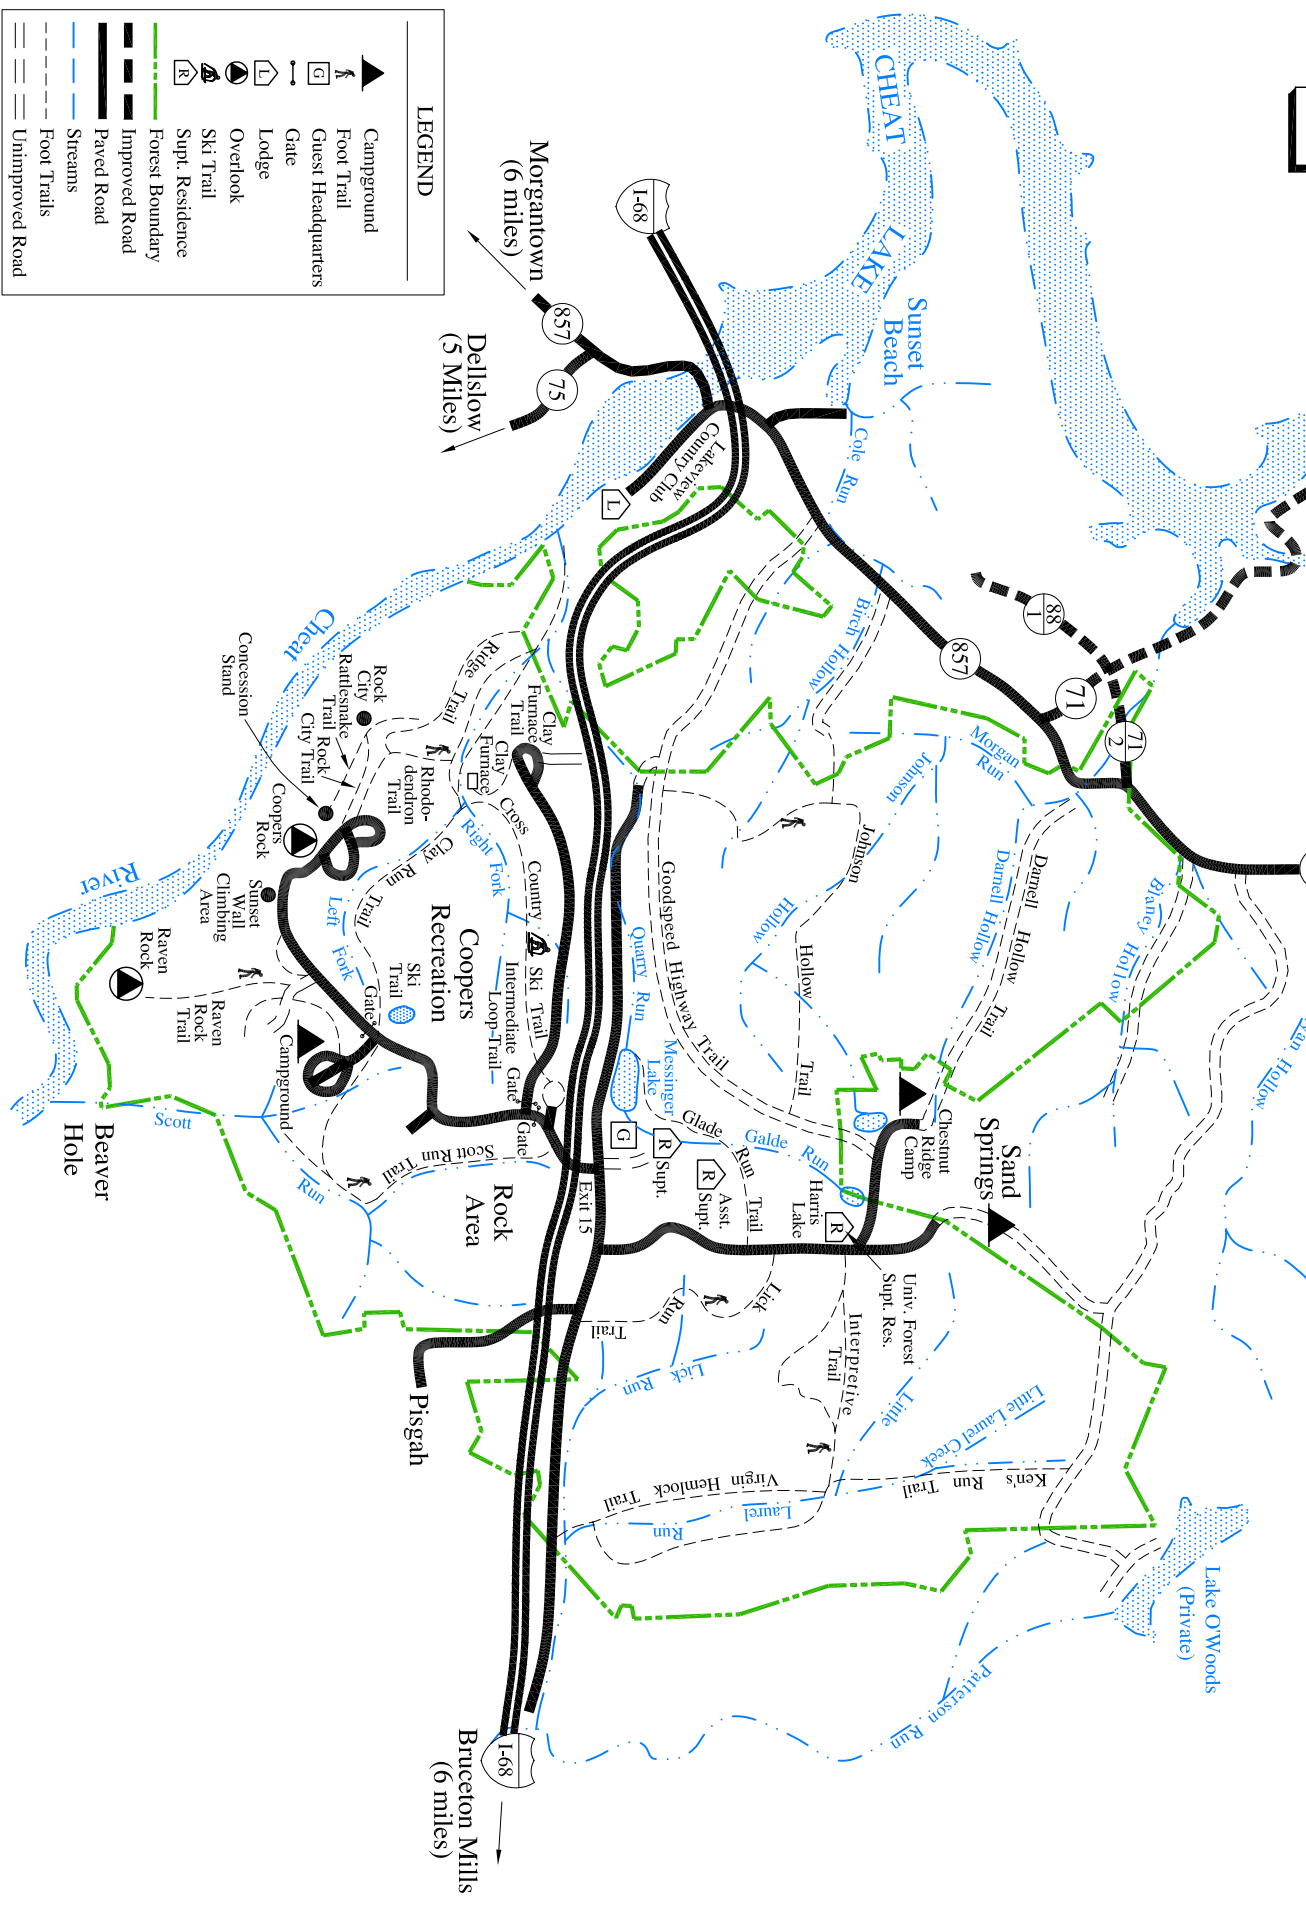 LEGEND
Campground
Foot Trail
G
Guest Headquarters
Gate
L
Lodge
Overlook
Ski Trail
R
Supt. Residence
Forest Boundary
Improved Road
Paved Road
Streams
Foot Trails
Unimproved Road
CHEAT
LAKE
Sunset
Beach
I-68
Morgantown
(6 miles)
857
75
Dellslow
(5 Miles)
Lakeview
Country Club
L
Cole Run
Birch Hollow
88
1
857
71
71
2
Morgan
Run
Johnson
Hollow
Johnson
Hollow
Trail
Darnell Hollow
Darnell Hollow
Trail
Blaney Hollow
Hollow
Goodspeed Highway Trail
Quarry Run
Messinger
Lake
Glade
Run
Trail
Galde
Run
Harris
Lake
Chestnut
Ridge
Camp
Sand
Springs
G
R
Supt.
R
Asst.
Supt.
R
Univ. Forest
Supt. Res.
Interpretive
Trail
Lick
Run
Trail
Lick
Run
Little
Laurel
Run
Little Laurel Creek
Ken's Run Trail
Virgin Hemlock Trail
Lake O'Woods
(Private)
Patterson Run
Exit 15
Cheat
River
Ridge
Trail
Clay
Furnace
Trail
Clay
Furnace
Rock
City
Rattlesnake
Trail
Rock
City Trail
Concession
Stand
Rhodo-
dendron
Trail
Coopers
Rock
Clay Run
Trail
Right Fork
Left
Fork
Cross Country
Ski Trail
Intermediate
Loop Trail
Coopers
Recreation
Ski
Trail
Sunset
Wall
Climbing
Area
Raven
Rock
Raven
Rock
Trail
Gate
Gate
Gate
Campground
Scott Run Trail
Rock
Area
Scott
Run
Beaver
Hole
Pisgah
I-68
Bruceton Mills
(6 miles)